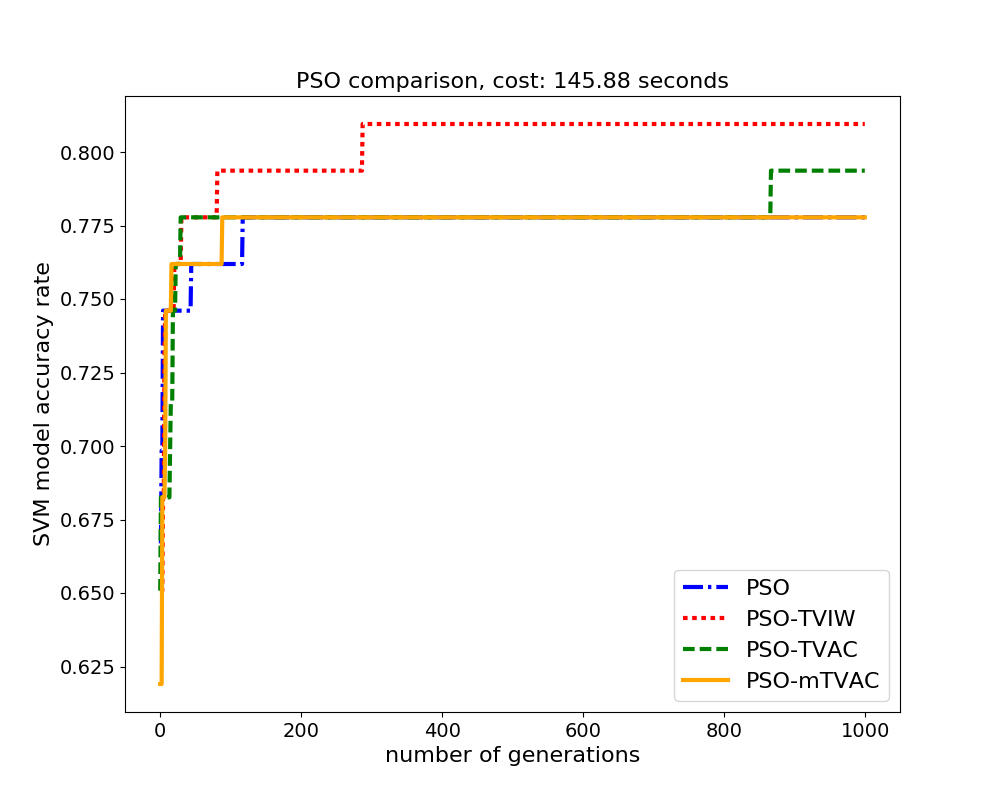 PSO comparison, cost: 145.88 seconds
SVM model accuracy rate
0.800
0.775
0.750
0.725
0.700
0.675
0.650
0.625
0 200 400 600 800 1000
number of generations
PSO
PSO-TVIW
PSO-TVAC
PSO-mTVAC